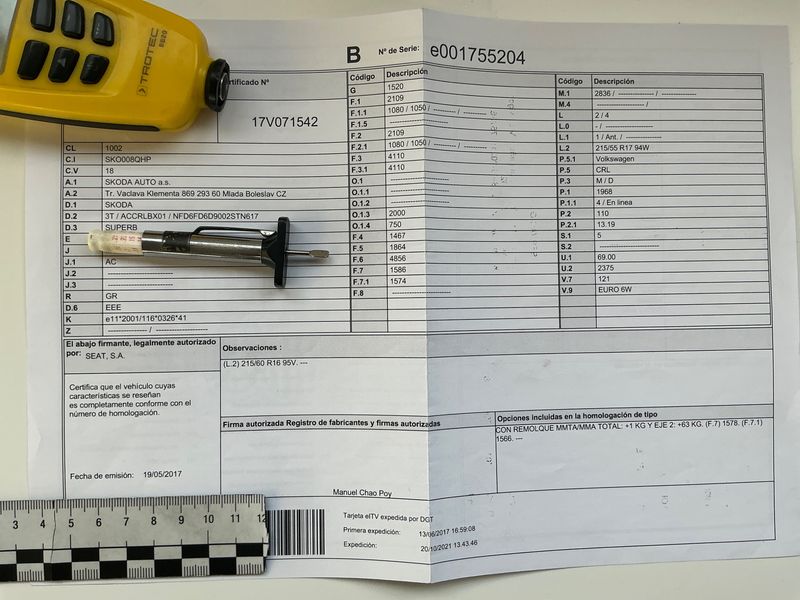 TROTEC
BB20
B Nº de Serie: e001755204
ertificado Nº
17V071542
CL 1002
C.I SKO008QHP
C.V 18
A.1 SKODA AUTO a.s.
A.2 Tr. Vaclava Klementa 869 293 60 Mlada Boleslav CZ
D.1 SKODA
D.2 3T / ACCRLBX01 / NFD6FD6D9002STN617
D.3 SUPERB
E
J
J.1 AC
J.2 --------------------
J.3 --------------------
R GR
D.6 EEE
K e11*2001/116*0326*41
Z ------------- / --------------------
Código Descripción
G 1520
F.1 2109
F.1.1 1080 / 1050 / --------- / --------- / ---------
F.1.5
F.2 2109
F.2.1 1080 / 1050 / --------- / --------- / ---------
F.3 4110
F.3.1 4110
O.1 --------------------
O.1.1 --------------------
O.1.2 --------------------
O.1.3 2000
O.1.4 750
F.4 1467
F.5 1864
F.6 4856
F.7 1586
F.7.1 1574
F.8 --------------------
Código Descripción
M.1 2836 / ------------- / -------------
M.4 -------------------- /
L 2 / 4
L.0 - / --------------------
L.1 1 / Ant. / -------------
L.2 215/55 R17 94W
P.5.1 Volkswagen
P.5 CRL
P.3 M / D
P.1 1968
P.1.1 4 / En linea
P.2 110
P.2.1 13.19
S.1 5
S.2 --------------------
U.1 69.00
U.2 2375
V.7 121
V.9 EURO 6W
El abajo firmante, legalmente autorizado
por: SEAT, S.A.
Certifica que el vehículo cuyas
características se reseñan
es completamente conforme con el
número de homologación.
Fecha de emisión: 19/05/2017
Observaciones :
(L.2) 215/60 R16 95V. ---
Firma autorizada Registro de fabricantes y firmas autorizadas
Manuel Chao Poy
Opciones incluidas en la homologación de tipo
CON REMOLQUE MMTA/MMA TOTAL: +1 KG Y EJE 2: +63 KG. (F.7) 1578. (F.7.1)
1566. ---
Tarjeta eITV expedida por DGT
Primera expedición: 13/06/2017 16:59:08
Expedición: 20/10/2021 13.43.46
3 4 5 6 7 8 9 10 11 12